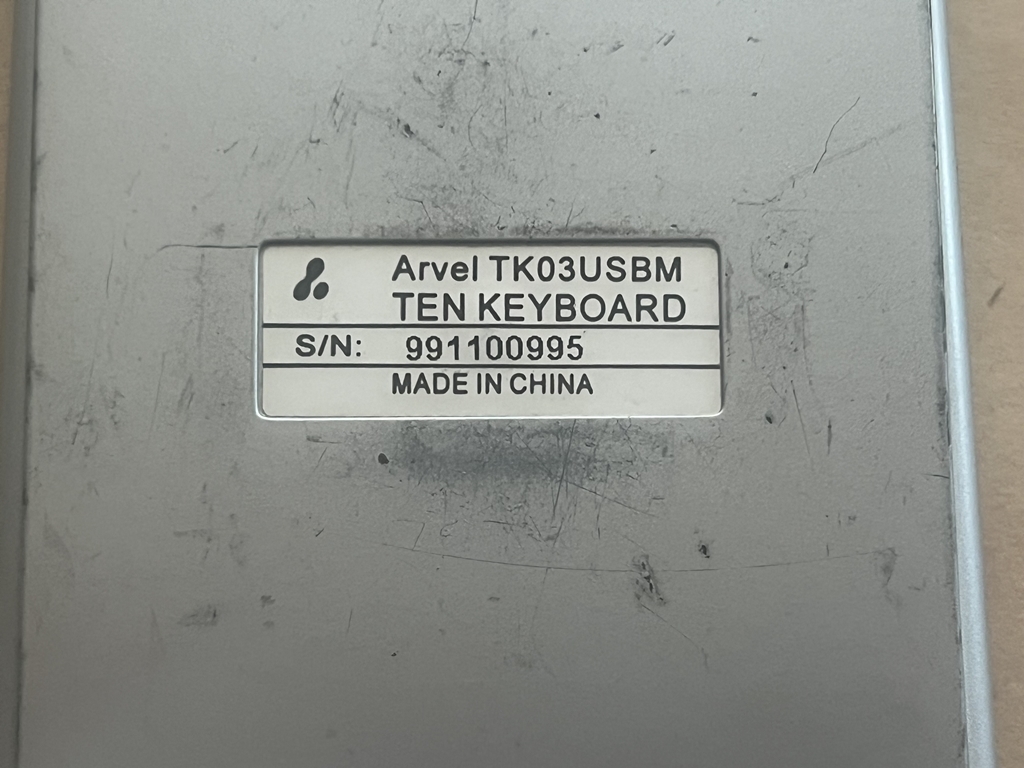 Arvel TK03USBM
TEN KEYBOARD
S/N: 991100995
MADE IN CHINA